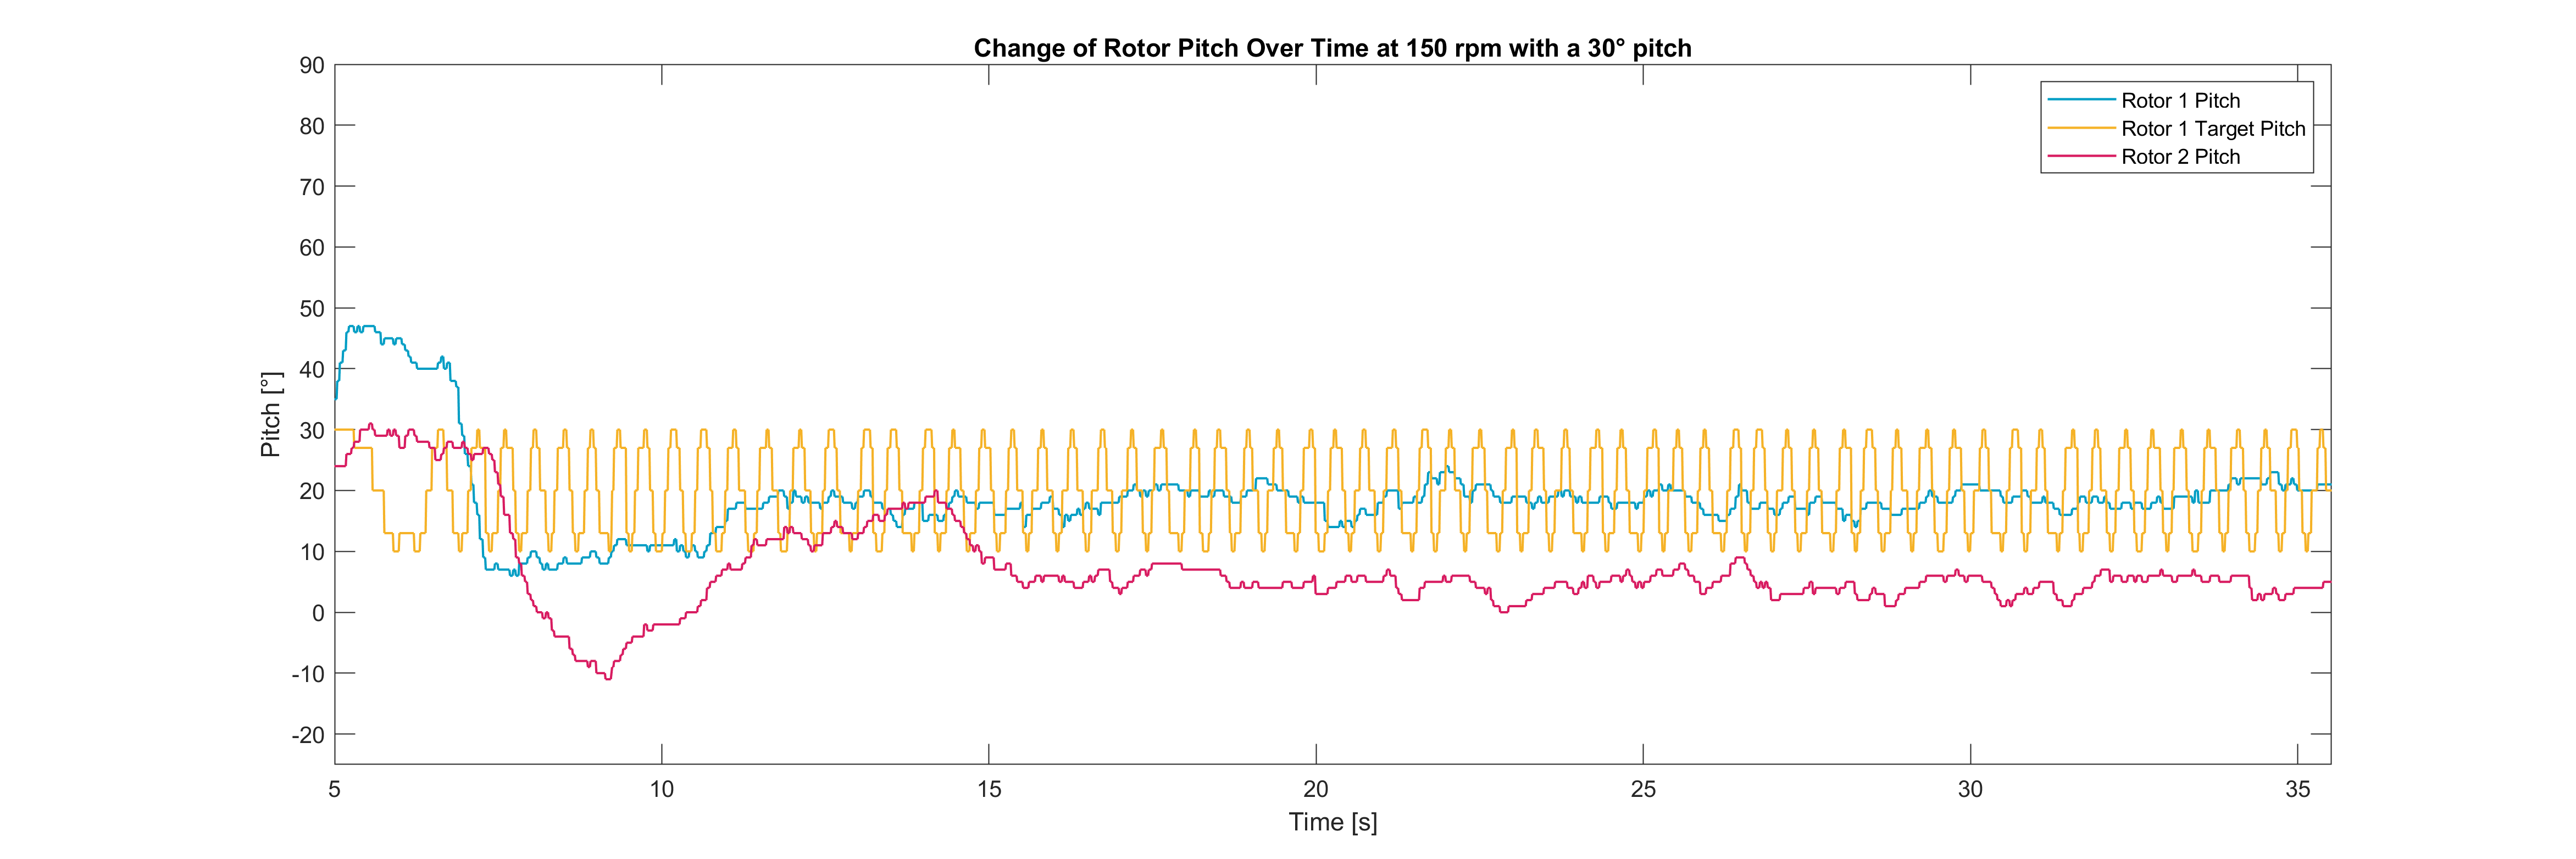 Change of Rotor Pitch Over Time at 150 rpm with a 30° pitch
90
80
70
60
50
40
30
20
10
0
-10
-20
Pitch [°]
Rotor 1 Pitch
Rotor 1 Target Pitch
Rotor 2 Pitch
5 10 15 20 25 30 35
Time [s]